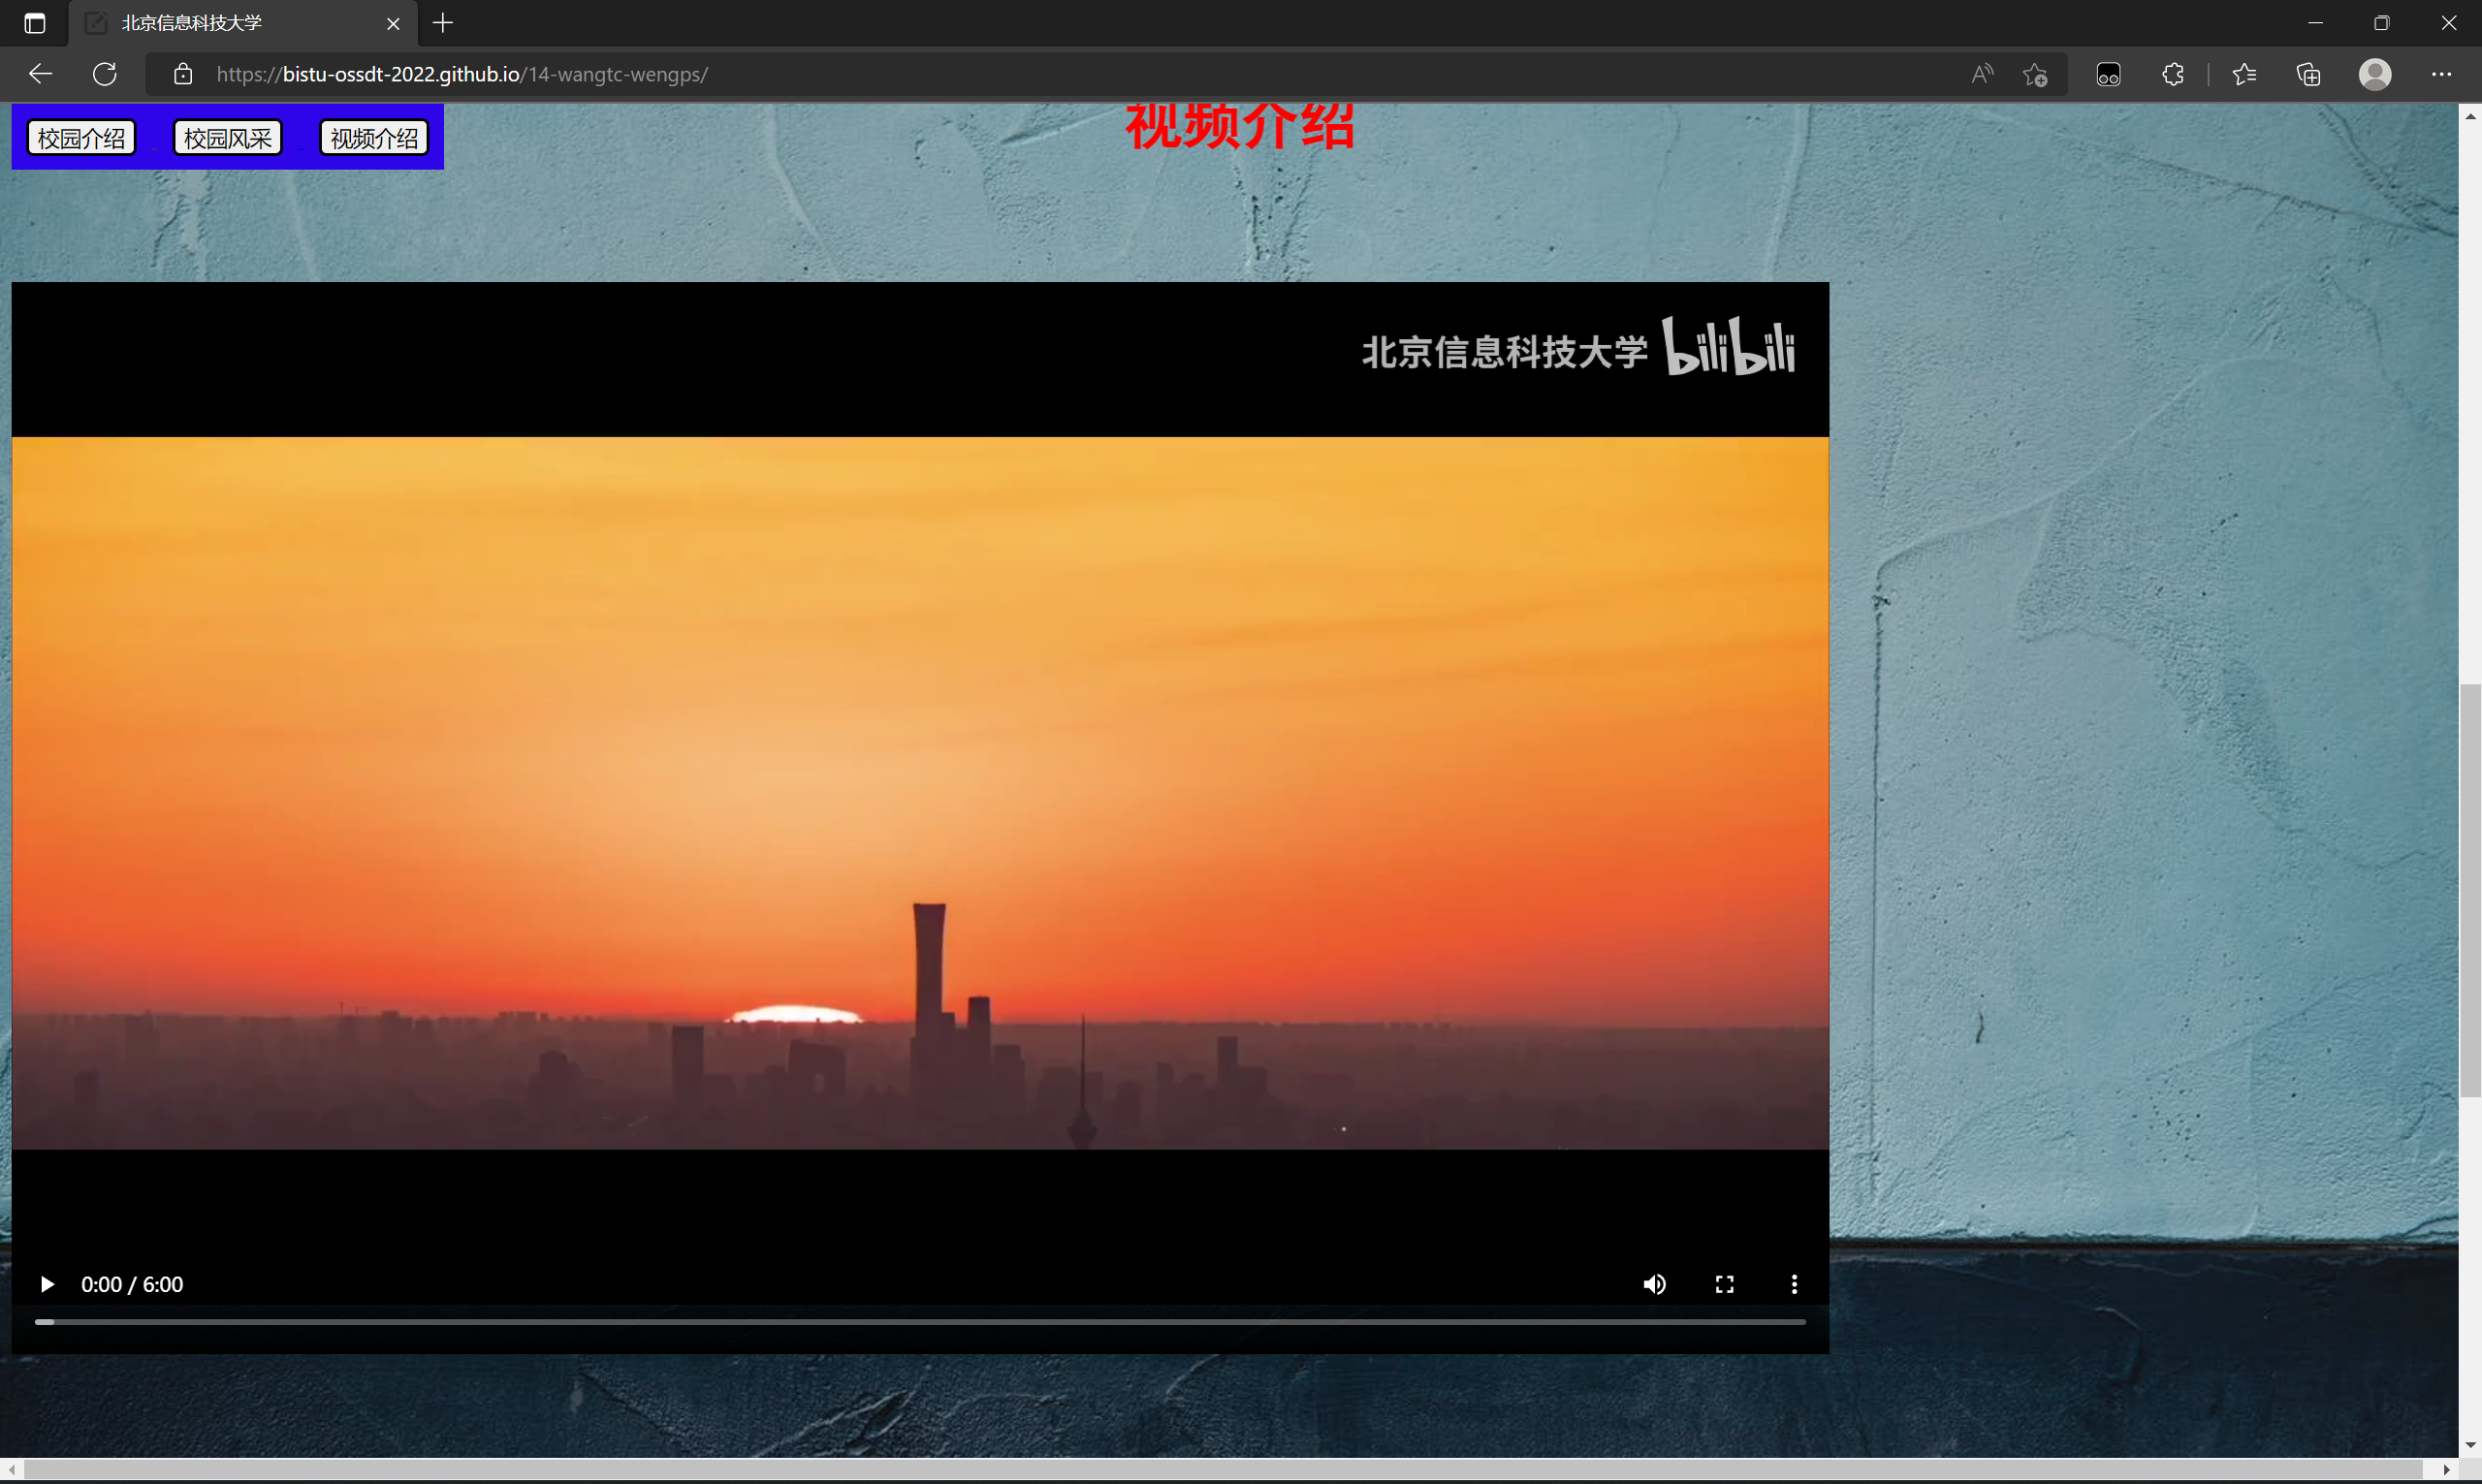 北京信息科技大学
https://bistu-ossdt-2022.github.io/14-wangtc-wengps/
校园介绍 校园风采 视频介绍
视频介绍
北京信息科技大学 bilibili
0:00 / 6:00